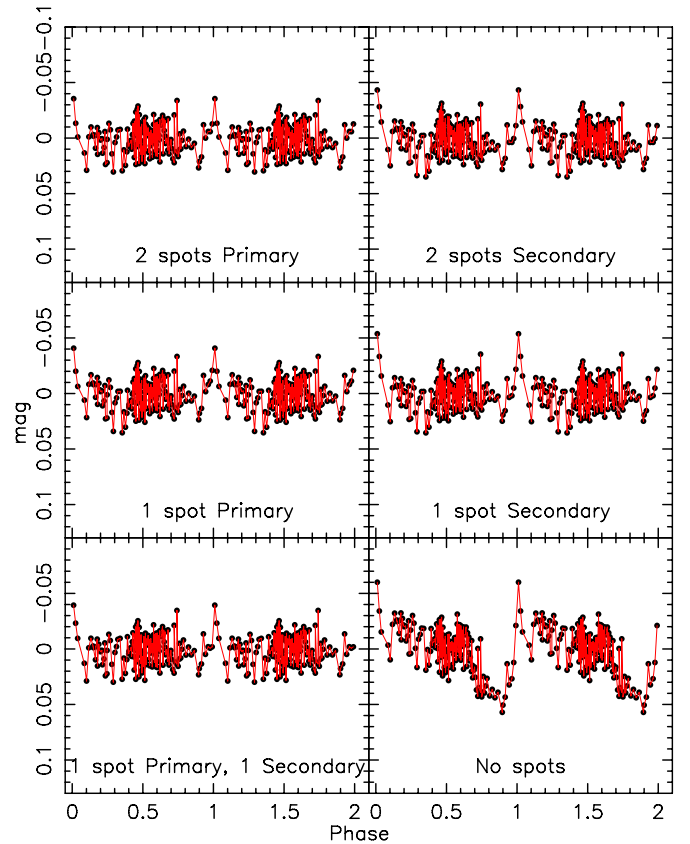 −0.1
−0.05
0
0.05
0.1
2 spots Primary
2 spots Secondary
−0.05
0
0.05
0.1
mag
1 spot Primary
1 spot Secondary
−0.05
0
0.05
0.1
1 spot Primary, 1 Secondary
No spots
0 0.5 1 1.5 2 0 0.5 1 1.5 2
Phase